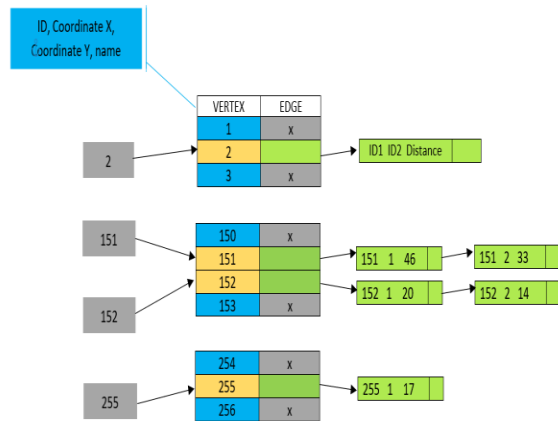 ID, Coordinate X,
Coordinate Y, name
VERTEX EDGE
1 x
2 2 ID1 ID2 Distance
3 x
151 150 x
151 151 1 46 151 2 33
152 152 152 1 20 152 2 14
153 x
254 x
255 255 255 1 17
256 x